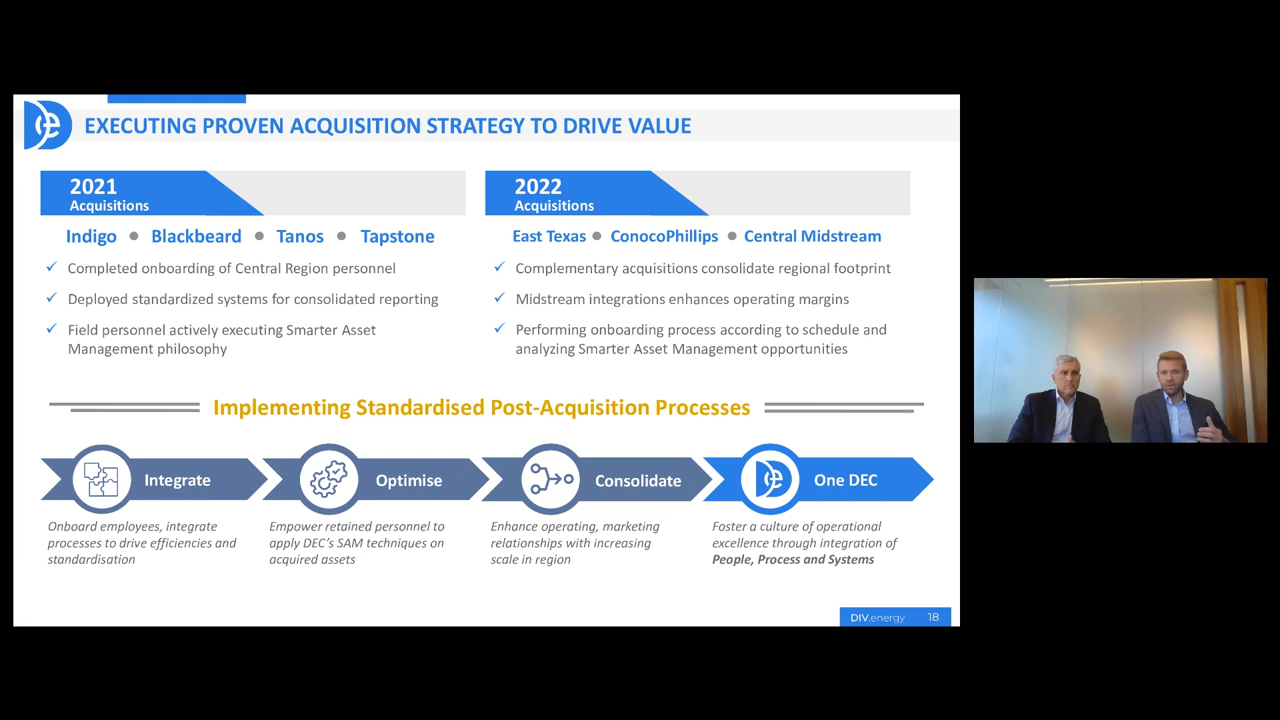 EXECUTING PROVEN ACQUISITION STRATEGY TO DRIVE VALUE
2021
Acquisitions
Indigo ● Blackbeard ● Tanos ● Tapstone
✓ Completed onboarding of Central Region personnel
✓ Deployed standardized systems for consolidated reporting
✓ Field personnel actively executing Smarter Asset
Management philosophy
2022
Acquisitions
East Texas ● ConocoPhillips ● Central Midstream
✓ Complementary acquisitions consolidate regional footprint
✓ Midstream integrations enhances operating margins
✓ Performing onboarding process according to schedule and
analyzing Smarter Asset Management opportunities
Implementing Standardised Post-Acquisition Processes
Integrate
Onboard employees, integrate
processes to drive efficiencies and
standardisation
Optimise
Empower retained personnel to
apply DEC's SAM techniques on
acquired assets
Consolidate
Enhance operating, marketing
relationships with increasing
scale in region
One DEC
Foster a culture of operational
excellence through integration of
People, Process and Systems
DIV.energy 18